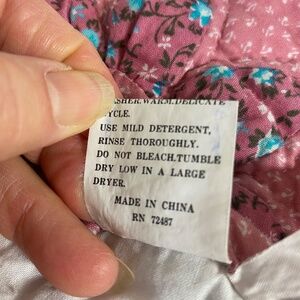 WARM.DELICATE
CYCLE.
USE MILD DETERGENT,
RINSE THOROUGHLY.
DO NOT BLEACH.TUMBLE
DRY LOW IN A LARGE
DRYER.
MADE IN CHINA
RN 72487